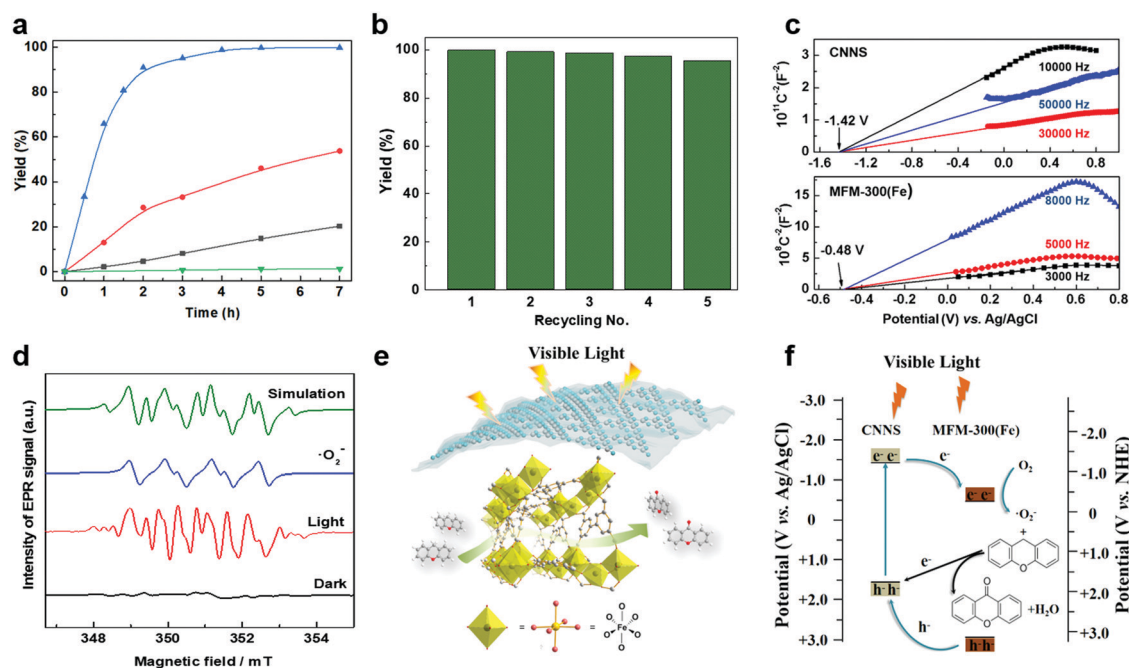 a
100
80
60
40
20
0
Yield (%)
0 1 2 3 4 5 6 7
Time (h)
b
100
80
60
40
20
0
Yield (%)
1 2 3 4 5
Recycling No.
c
CNNS
10000 Hz
50000 Hz
30000 Hz
-1.42 V
3
2
1
0
10¹¹C⁻²(F⁻²)
-1.6 -1.2 -0.8 -0.4 0.0 0.4 0.8
MFM-300(Fe)
8000 Hz
5000 Hz
3000 Hz
-0.48 V
15
10
5
0
10⁸C⁻²(F⁻²)
-0.6 -0.4 -0.2 0.0 0.2 0.4 0.6 0.8
Potential (V) vs. Ag/AgCl
d
Simulation
·O₂⁻
Light
Dark
Intensity of EPR signal (a.u.)
348 350 352 354
Magnetic field / mT
e
Visible Light
= =
O
O O
Fe
O O
O
f
Visible Light
CNNS MFM-300(Fe)
-3.0
-2.0
-1.0
0
+1.0
+2.0
+3.0
Potential (V vs. Ag/AgCl)
e⁻ e⁻
e⁻
e⁻ e⁻
O₂
·O₂⁻
+
O
e⁻
h⁻ h⁻
O
O
+H₂O
h⁻
h⁻h⁻
-2.0
-1.0
0
+1.0
+2.0
+3.0
Potential (V vs. NHE)